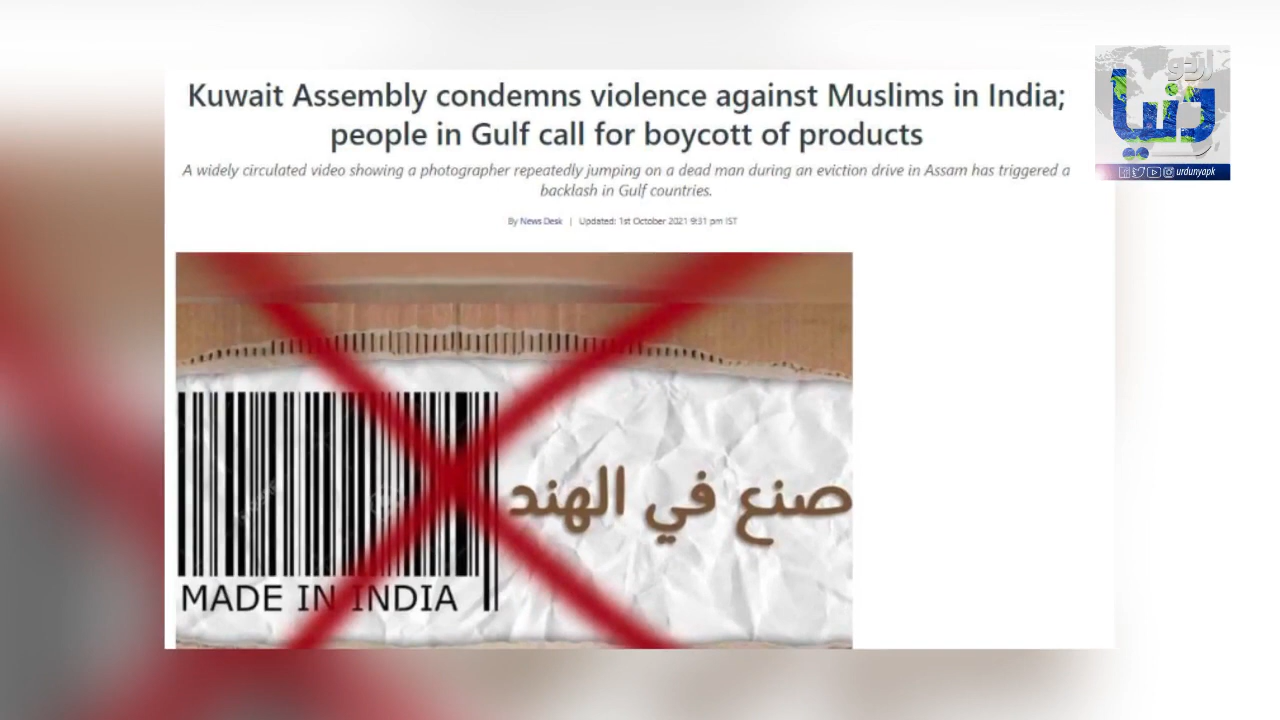 Kuwait Assembly condemns violence against Muslims in India;
people in Gulf call for boycott of products
A widely circulated video showing a photographer repeatedly jumping on a dead man during an eviction drive in Assam has triggered a
backlash in Gulf countries.
By News Desk | Updated: 1st October 2021 9:31 pm IST
اردو
دنیا
urdunyapk
صنع في الهند
MADE IN INDIA